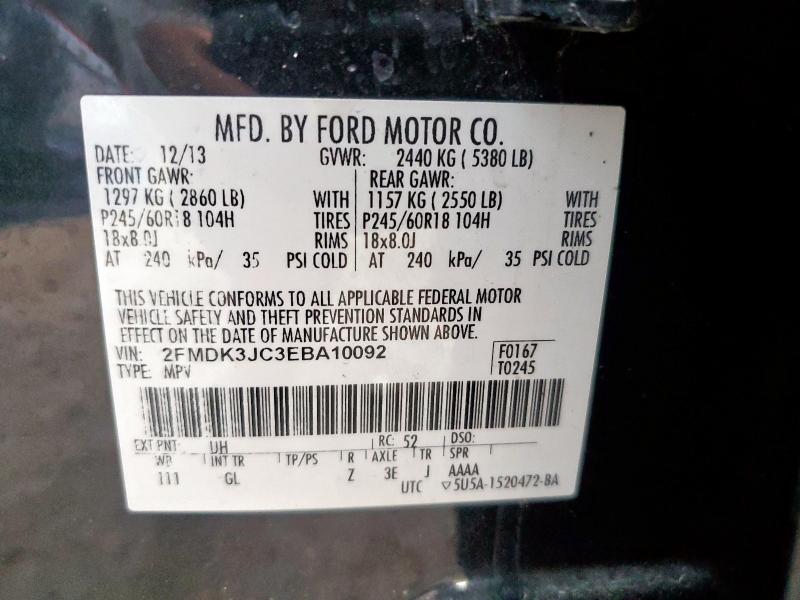 MFD. BY FORD MOTOR CO.
DATE: 12/13 GVWR: 2440 KG ( 5380 LB)
FRONT GAWR: REAR GAWR:
1297 KG ( 2860 LB) WITH 1157 KG ( 2550 LB) WITH
P245/60R18 104H TIRES P245/60R18 104H TIRES
18x8.0J RIMS 18x8.0J RIMS
AT 240 kPa/ 35 PSI COLD AT 240 kPa/ 35 PSI COLD
THIS VEHICLE CONFORMS TO ALL APPLICABLE FEDERAL MOTOR
VEHICLE SAFETY AND THEFT PREVENTION STANDARDS IN
EFFECT ON THE DATE OF MANUFACTURE SHOWN ABOVE.
VIN: 2FMDK3JC3EBA10092 F0167
TYPE: MPV T0245
EXT PNT: UH RC: 52 DSO:
WB INT TR TP/PS R AXLE TR SPR
111 GL Z 3E J AAAA
UTC ▽5U5A-1520472-BA